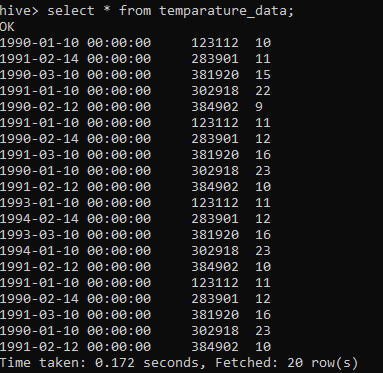 hive> select * from temparature_data;
OK
1990-01-10 00:00:00 123112 10
1991-02-14 00:00:00 283901 11
1990-03-10 00:00:00 381920 15
1991-01-10 00:00:00 302918 22
1990-02-12 00:00:00 384902 9
1991-01-10 00:00:00 123112 11
1990-02-14 00:00:00 283901 12
1991-03-10 00:00:00 381920 16
1990-01-10 00:00:00 302918 23
1991-02-12 00:00:00 384902 10
1993-01-10 00:00:00 123112 11
1994-02-14 00:00:00 283901 12
1993-03-10 00:00:00 381920 16
1994-01-10 00:00:00 302918 23
1991-02-12 00:00:00 384902 10
1991-01-10 00:00:00 123112 11
1990-02-14 00:00:00 283901 12
1991-03-10 00:00:00 381920 16
1990-01-10 00:00:00 302918 23
1991-02-12 00:00:00 384902 10
Time taken: 0.172 seconds, Fetched: 20 row(s)